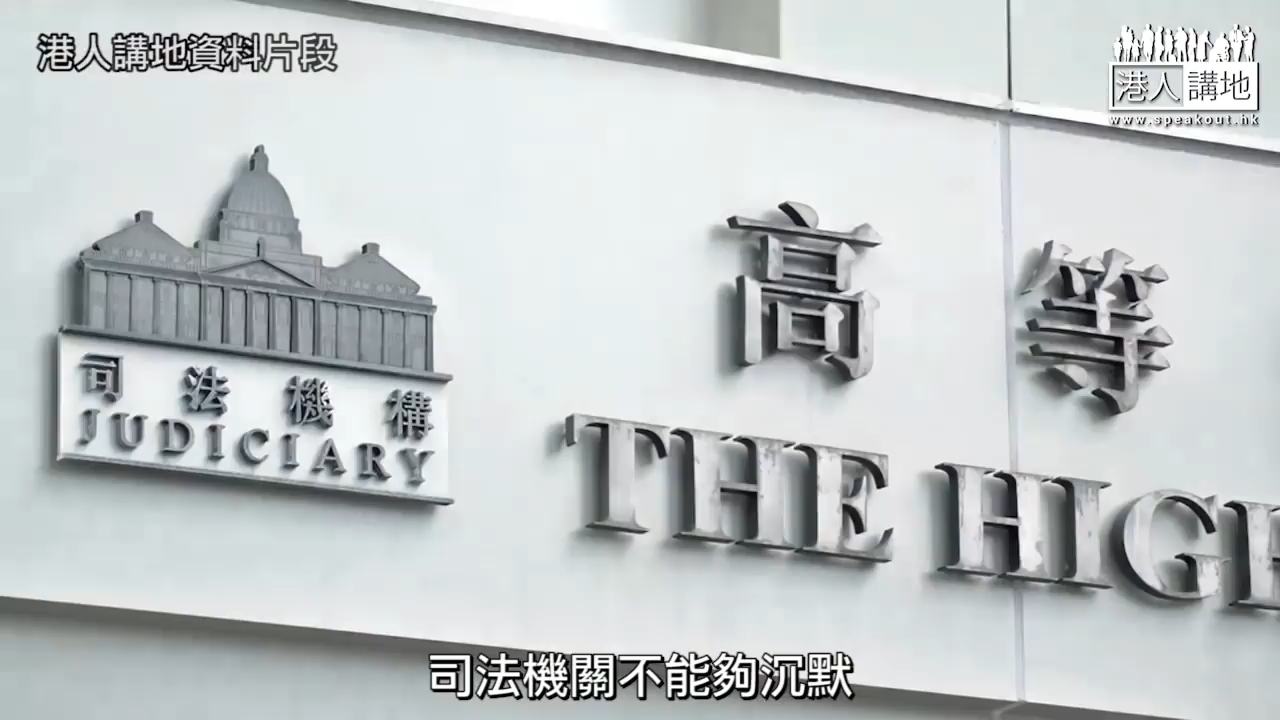 港人講地資料片段
港人講地
www.speakout.hk
司法機構
JUDICIARY
高等
THE HIGH
司法機關不能夠沉默